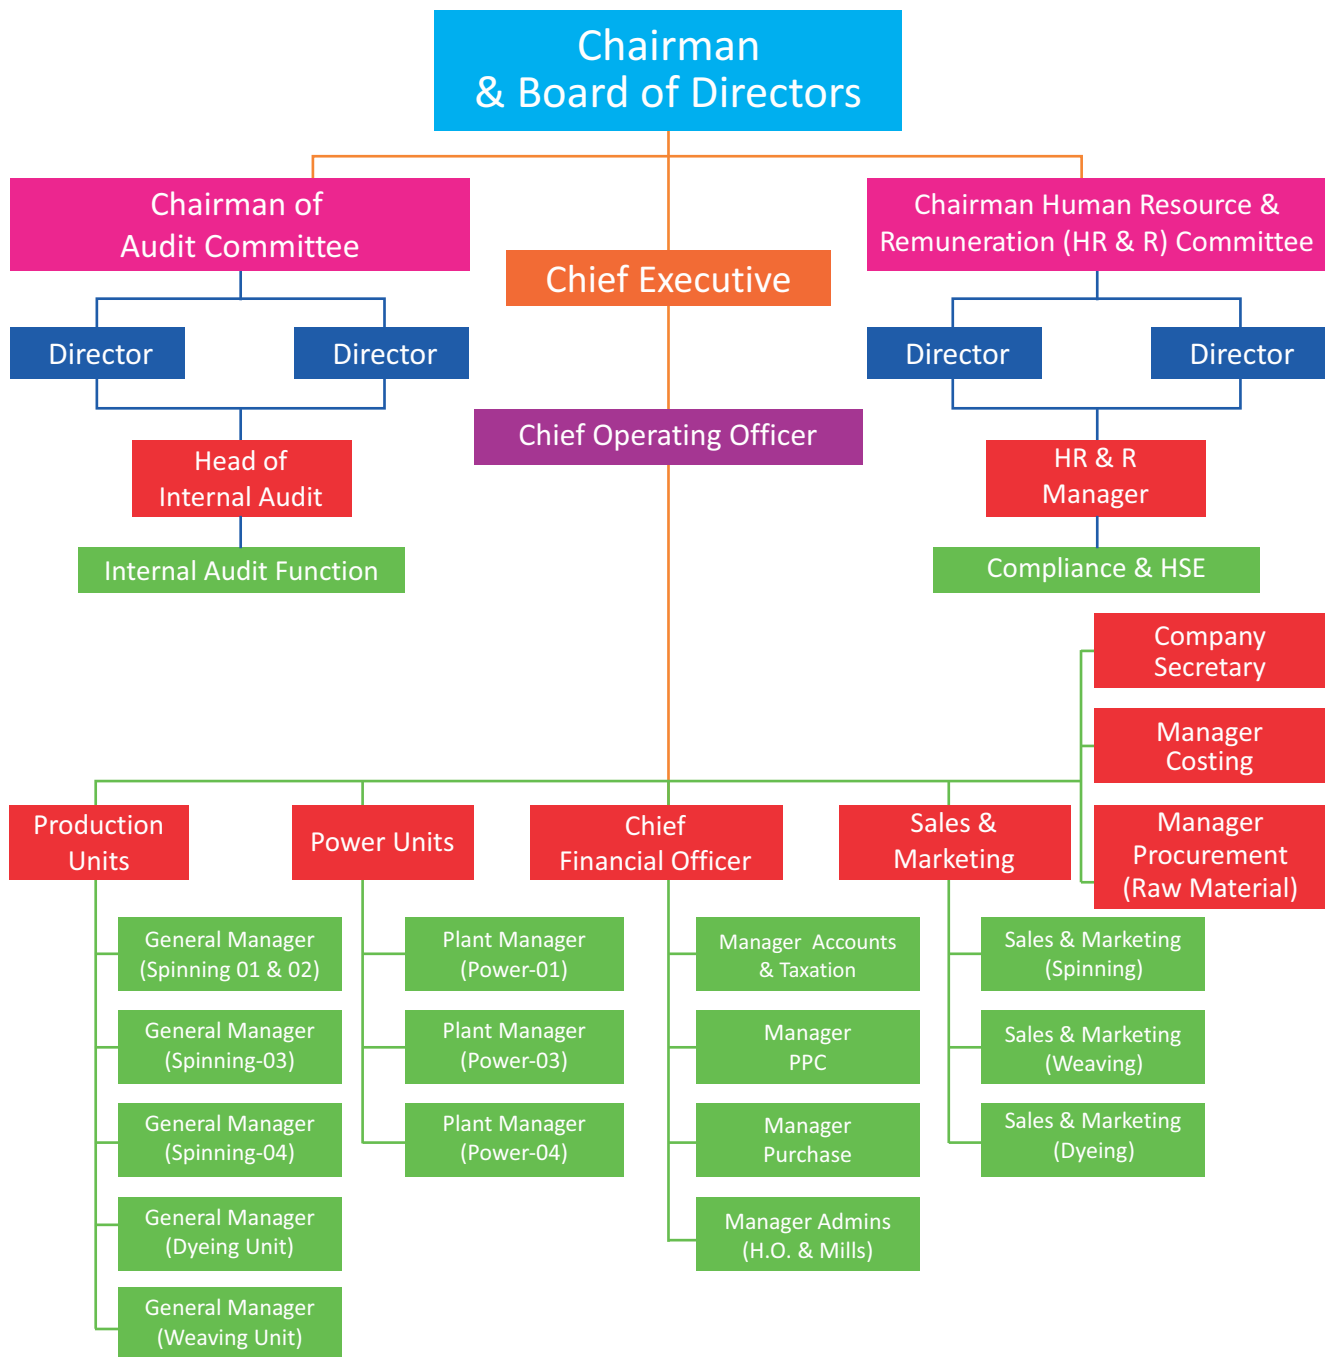 Chairman
& Board of Directors
Chairman of
Audit Committee
Chairman Human Resource &
Remuneration (HR & R) Committee
Chief Executive
Director
Director
Director
Director
Chief Operating Officer
Head of
Internal Audit
HR & R
Manager
Internal Audit Function
Compliance & HSE
Company
Secretary
Manager
Costing
Manager
Procurement
(Raw Material)
Production
Units
Power Units
Chief
Financial Officer
Sales &
Marketing
General Manager
(Spinning 01 & 02)
General Manager
(Spinning-03)
General Manager
(Spinning-04)
General Manager
(Dyeing Unit)
General Manager
(Weaving Unit)
Plant Manager
(Power-01)
Plant Manager
(Power-03)
Plant Manager
(Power-04)
Manager Accounts
& Taxation
Manager
PPC
Manager
Purchase
Manager Admins
(H.O. & Mills)
Sales & Marketing
(Spinning)
Sales & Marketing
(Weaving)
Sales & Marketing
(Dyeing)